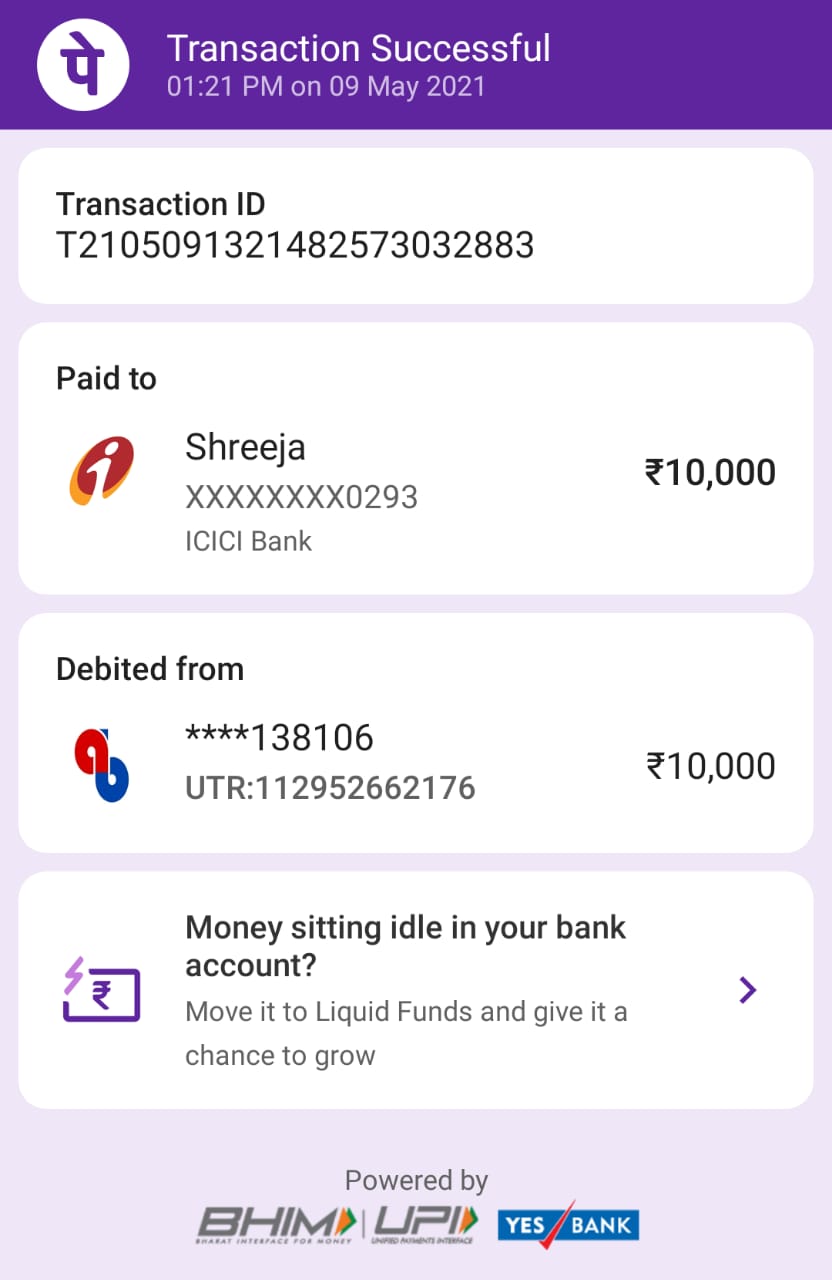 पे
Transaction Successful
01:21 PM on 09 May 2021
Transaction ID
T2105091321482573032883
Paid to
Shreeja
XXXXXXXX0293
ICICI Bank
₹10,000
Debited from
****138106
UTR:112952662176
₹10,000
Money sitting idle in your bank
account?
Move it to Liquid Funds and give it a
chance to grow
₹
Powered by
BHIM
BHARAT INTERFACE FOR MONEY
UPI
UNIFIED PAYMENTS INTERFACE
YES BANK